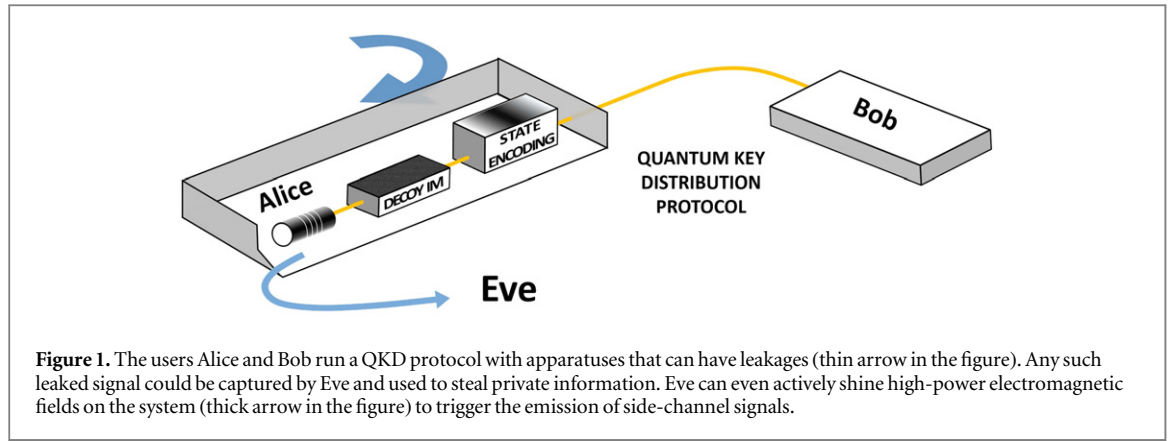 Alice
DECOY IM
STATE
ENCODING
Bob
QUANTUM KEY
DISTRIBUTION
PROTOCOL
Eve
Figure 1. The users Alice and Bob run a QKD protocol with apparatuses that can have leakages (thin arrow in the figure). Any such
leaked signal could be captured by Eve and used to steal private information. Eve can even actively shine high-power electromagnetic
fields on the system (thick arrow in the figure) to trigger the emission of side-channel signals.